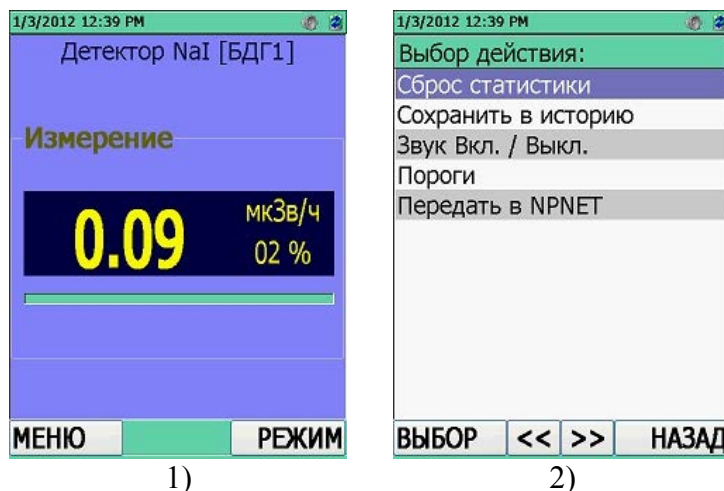 1/3/2012 12:39 PM
Детектор NaI [БДГ1]
Измерение
0.09
мкЗв/ч
02 %
МЕНЮ
РЕЖИМ
1)
1/3/2012 12:39 PM
Выбор действия:
Сброс статистики
Сохранить в историю
Звук Вкл. / Выкл.
Пороги
Передать в NPNET
ВЫБОР << >> НАЗАД
2)